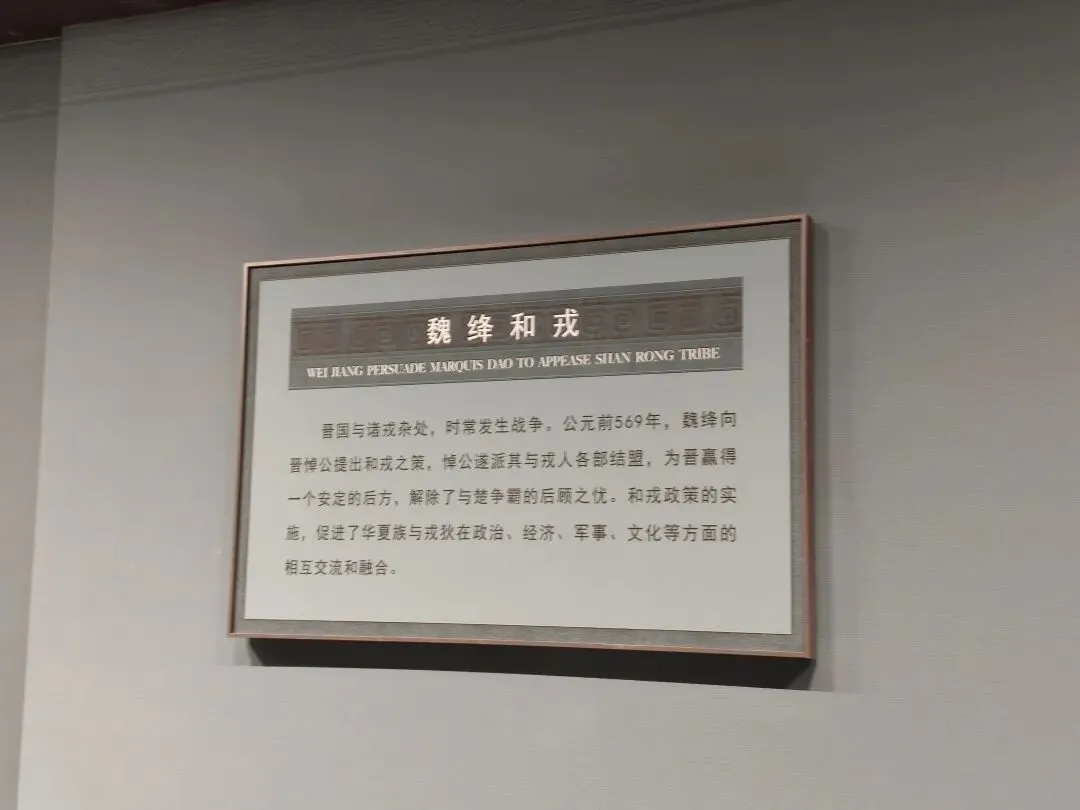 魏绛和戎
WEI JIANG PERSUADE MARQUIS DAO TO APPEASE SHAN RONG TRIBE
晋国与诸戎杂处，时常发生战争。公元前569年，魏绛向
晋悼公提出和戎之策，悼公遂派其与戎人各部结盟，为晋赢得
一个安定的后方，解除了与楚争霸的后顾之忧。和戎政策的实
施，促进了华夏族与戎狄在政治、经济、军事、文化等方面的
相互交流和融合。